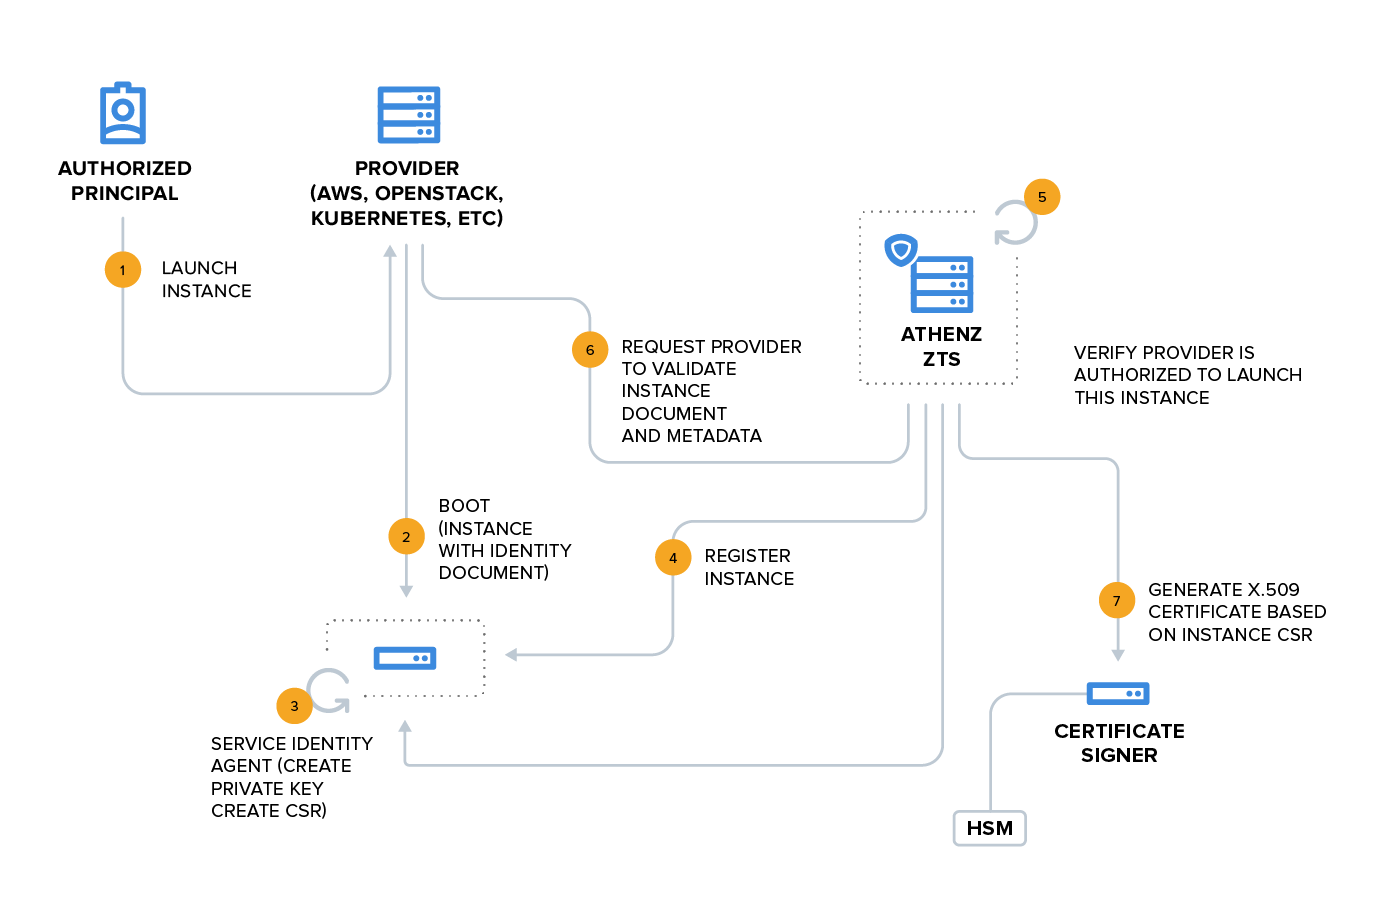 AUTHORIZED
PRINCIPAL
PROVIDER
(AWS, OPENSTACK,
KUBERNETES, ETC)
1
LAUNCH
INSTANCE
5
ATHENZ
ZTS
VERIFY PROVIDER IS
AUTHORIZED TO LAUNCH
THIS INSTANCE
6
REQUEST PROVIDER
TO VALIDATE
INSTANCE
DOCUMENT
AND METADATA
2
BOOT
(INSTANCE
WITH IDENTITY
DOCUMENT)
4
REGISTER
INSTANCE
7
GENERATE X.509
CERTIFICATE BASED
ON INSTANCE CSR
3
SERVICE IDENTITY
AGENT (CREATE
PRIVATE KEY
CREATE CSR)
CERTIFICATE
SIGNER
HSM